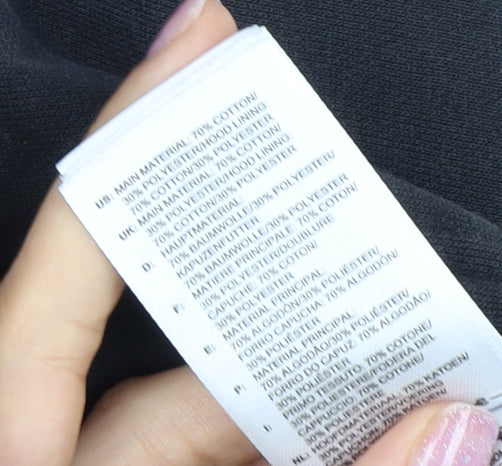 US: MAIN MATERIAL: 70% COTTON/
30% POLYESTER/HOOD LINING:
70% COTTON/30% POLYESTER
UK: MAIN MATERIAL: 70% COTTON/
30% POLYESTER/HOOD LINING:
70% COTTON/30% POLYESTER
D: HAUPTMATERIAL:
70% BAUMWOLLE/30% POLYESTER/
KAPUZENFUTTER:
70% BAUMWOLLE/30% POLYESTER
F: MATIÈRE PRINCIPALE: 70% COTON/
30% POLYESTER/DOUBLURE
CAPUCHE: 70% COTON/
30% POLYESTER
E: MATERIAL PRINCIPAL:
70% ALGODÓN/30% POLIÉSTER/
FORRO CAPUCHA: 70% ALGODÓN/
30% POLIÉSTER
P: MATERIAL PRINCIPAL:
70% ALGODÃO/30% POLIÉSTER/
FORRO DO CAPUZ: 70% ALGODÃO/
30% POLIÉSTER
I: PRIMO TESSUTO: 70% COTONE/
30% POLIESTERE/FODERA DEL
CAPPUCCIO: 70% COTONE/
30% POLIESTERE
NL: HOOFDMATERIAAL: 70% KATOEN/
30% POLYESTER/